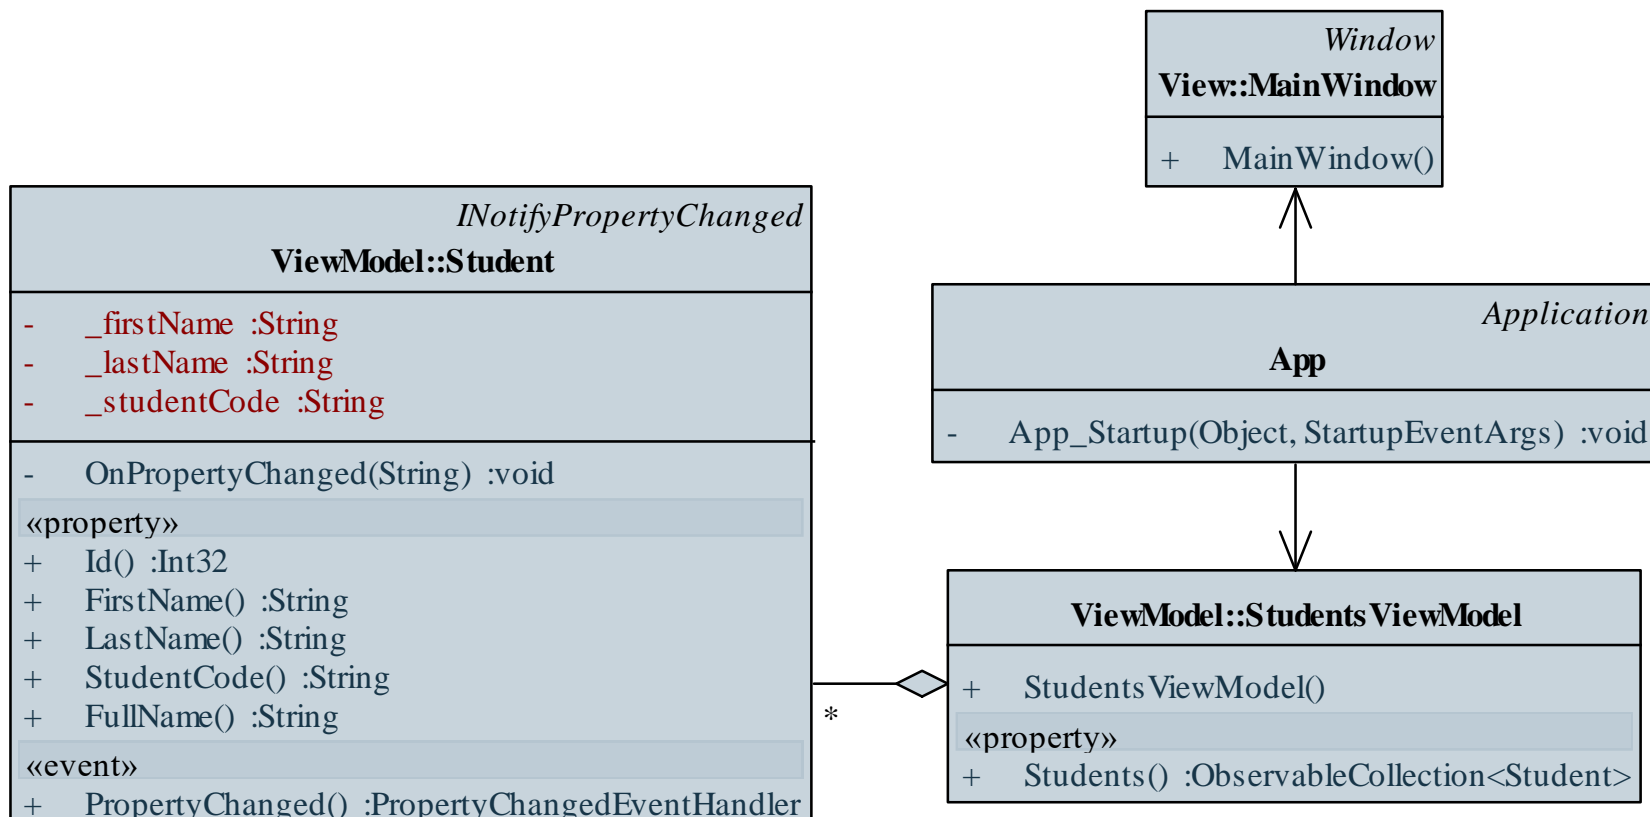 Window
View::MainWindow
+ MainWindow()
INotifyPropertyChanged
ViewModel::Student
- _firstName :String
- _lastName :String
- _studentCode :String
- OnPropertyChanged(String) :void
«property»
+ Id() :Int32
+ FirstName() :String
+ LastName() :String
+ StudentCode() :String
+ FullName() :String
«event»
+ PropertyChanged() :PropertyChangedEventHandler
Application
App
- App_Startup(Object, StartupEventArgs) :void
*
ViewModel::StudentsViewModel
+ StudentsViewModel()
«property»
+ Students() :ObservableCollection<Student>